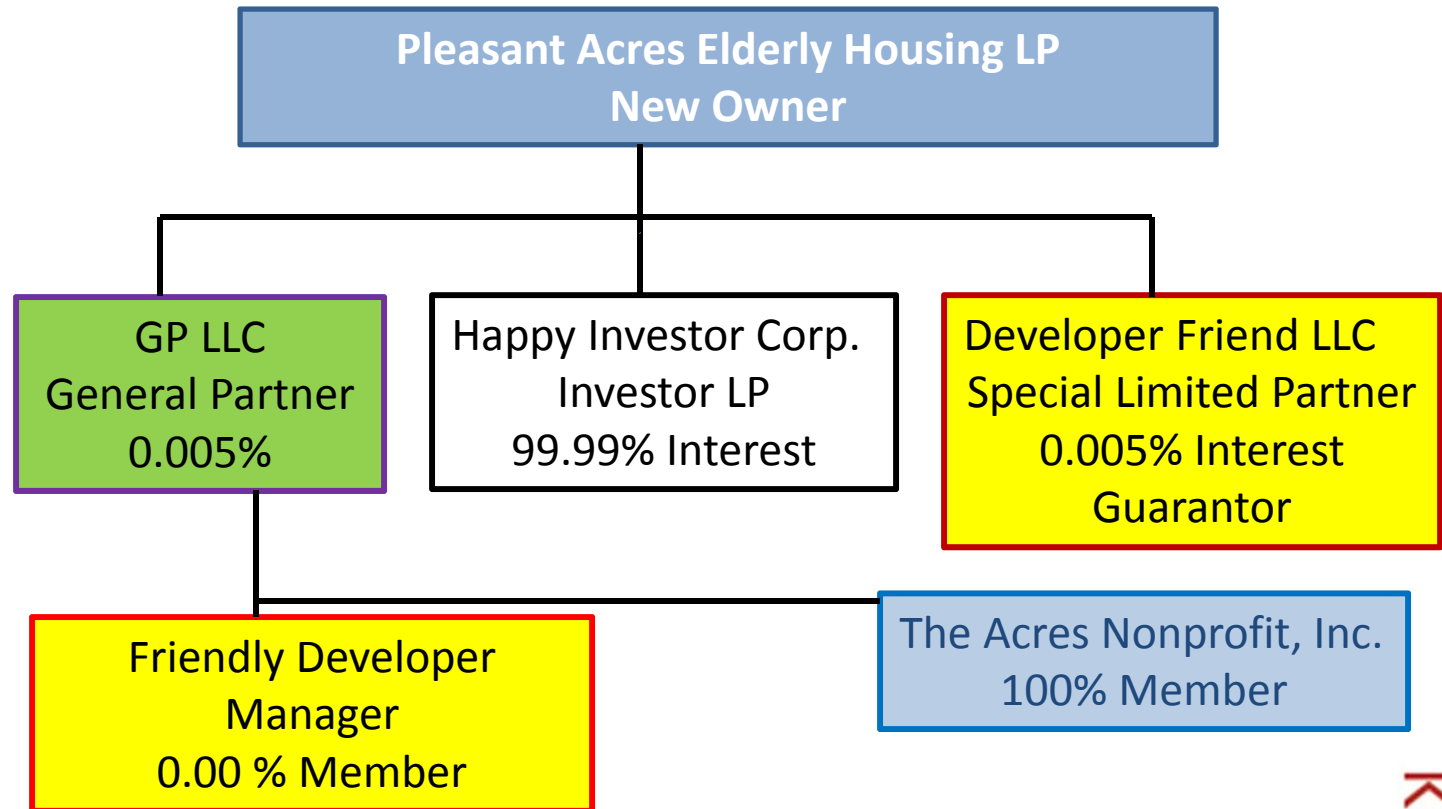 Pleasant Acres Elderly Housing LP
New Owner
GP LLC
General Partner
0.005%
Happy Investor Corp.
Investor LP
99.99% Interest
Developer Friend LLC
Special Limited Partner
0.005% Interest
Guarantor
Friendly Developer
Manager
0.00 % Member
The Acres Nonprofit, Inc.
100% Member